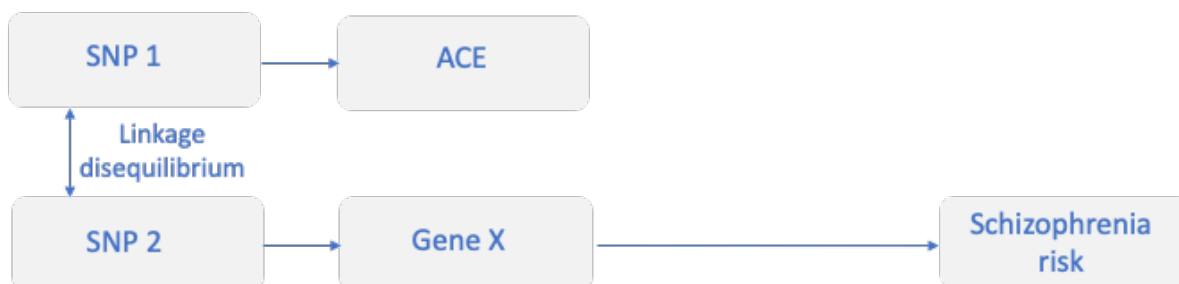 SNP 1
ACE
Linkage
disequilibrium
SNP 2
Gene X
Schizophrenia
risk